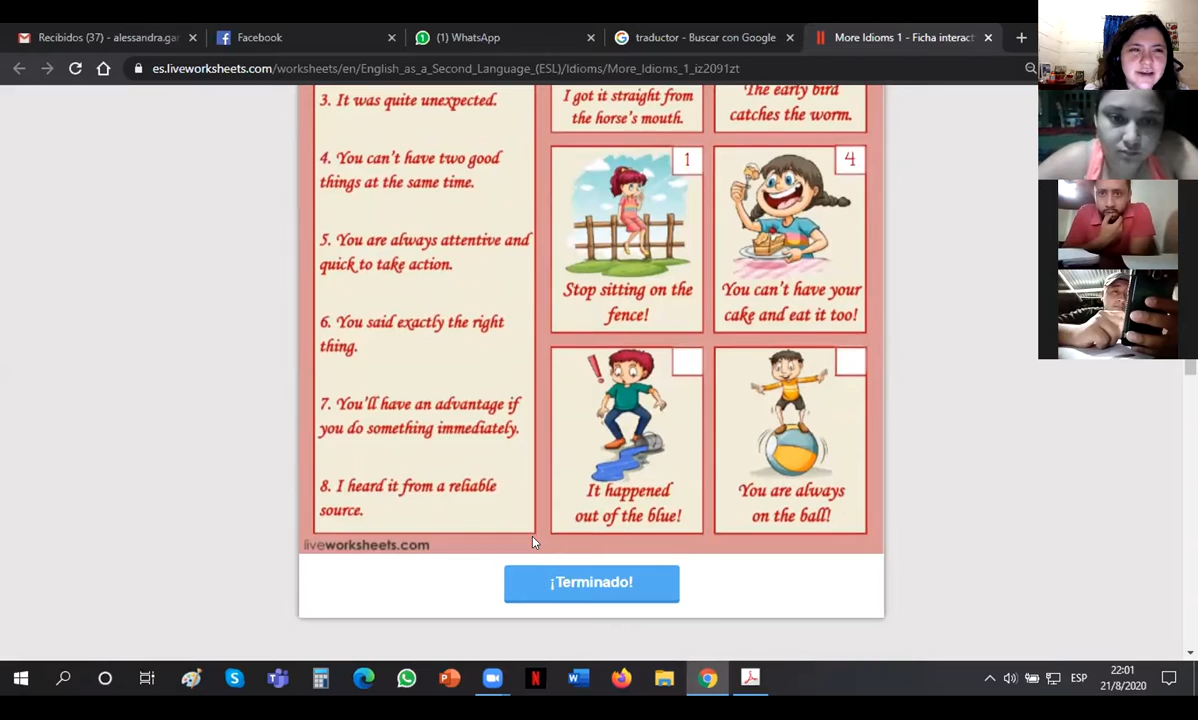 Recibidos (37) - alessandra.gar
Facebook
(1) WhatsApp
traductor - Buscar con Google
More Idioms 1 - Ficha interact
es.liveworksheets.com/worksheets/en/English_as_a_Second_Language_(ESL)/Idioms/More_Idioms_1_iz2091zt
3. It was quite unexpected.
4. You can't have two good
things at the same time.
5. You are always attentive and
quick to take action.
6. You said exactly the right
thing.
7. You'll have an advantage if
you do something immediately.
8. I heard it from a reliable
source.
I got it straight from
the horse's mouth.
The early bird
catches the worm.
1
Stop sitting on the
fence!
4
You can't have your
cake and eat it too!
It happened
out of the blue!
You are always
on the ball!
liveworksheets.com
¡Terminado!
ESP
22:01
21/8/2020